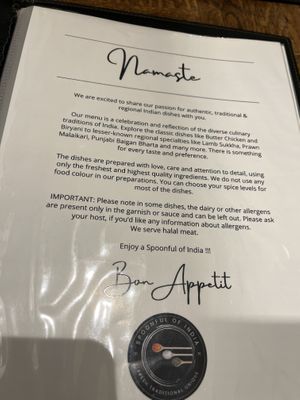 Namaste
We are excited to share our passion for authentic, traditional &
regional Indian dishes with you.
Our menu is a celebration and reflection of the diverse culinary
traditions of India. Explore the classic dishes like Butter Chicken and
Biryani to lesser-known regional specialties like Lamb Sukkha, Prawn
Malaikari, Punjabi Baigan Bharta and many more. There is something
for every taste and preference.
The dishes are prepared with love, care and attention to detail, using
only the freshest and highest quality ingredients. We do not use any
food colour in our preparations. You can choose your spice levels for
most of the dishes.
IMPORTANT: Please note in some dishes, the dairy or other allergens
are present only in the garnish or sauce and can be left out. Please ask
your host, if you'd like any information about allergens.
We serve halal meat.
Enjoy a Spoonful of India !!!
Bon Appetit
SPOONFUL OF INDIA